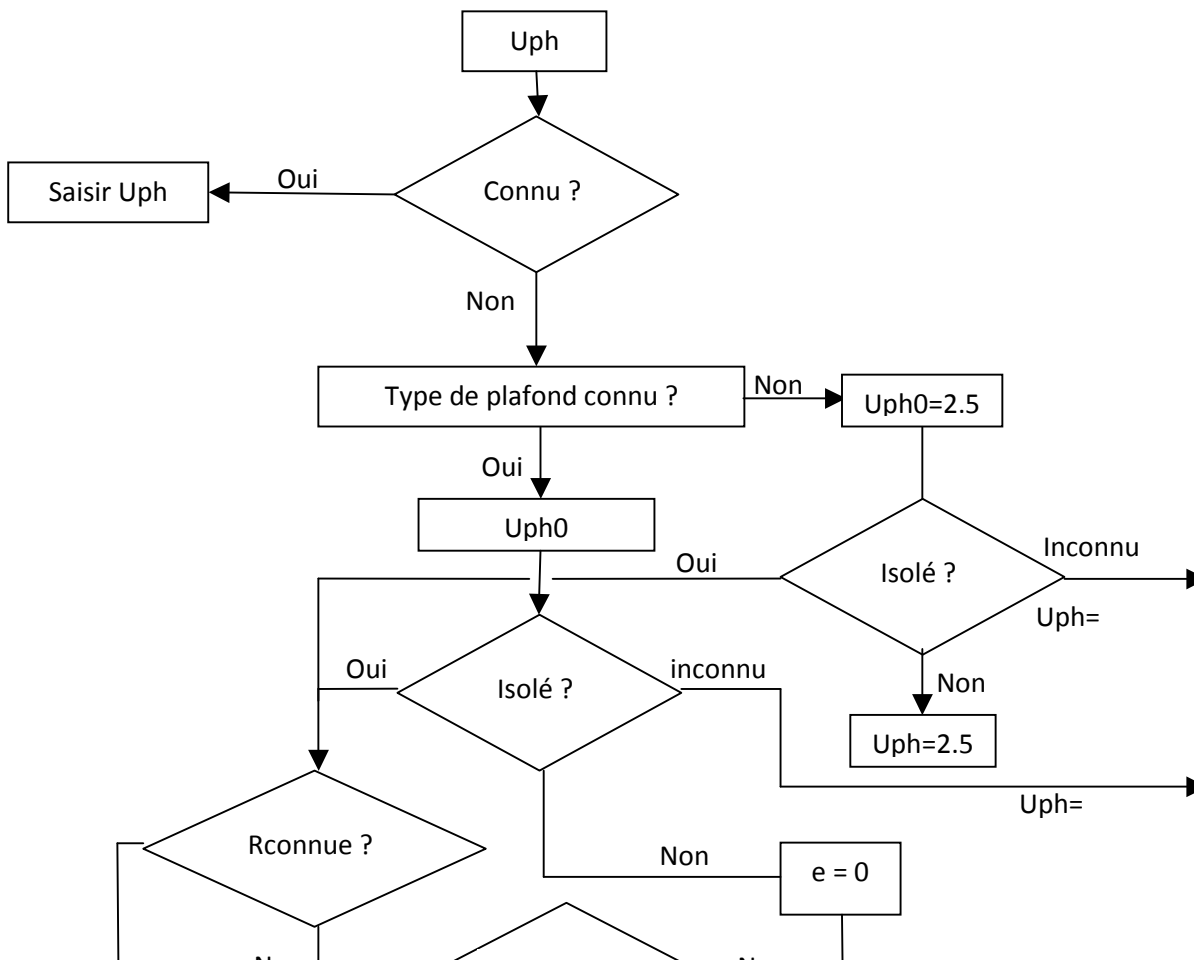 Uph
Oui
Saisir Uph
Connu ?
Non
Type de plafond connu ?
Non
Uph0=2.5
Oui
Uph0
Oui
Isolé ?
Inconnu
Uph=
Oui
Isolé ?
inconnu
Non
Uph=2.5
Uph=
Rconnue ?
Non
e = 0